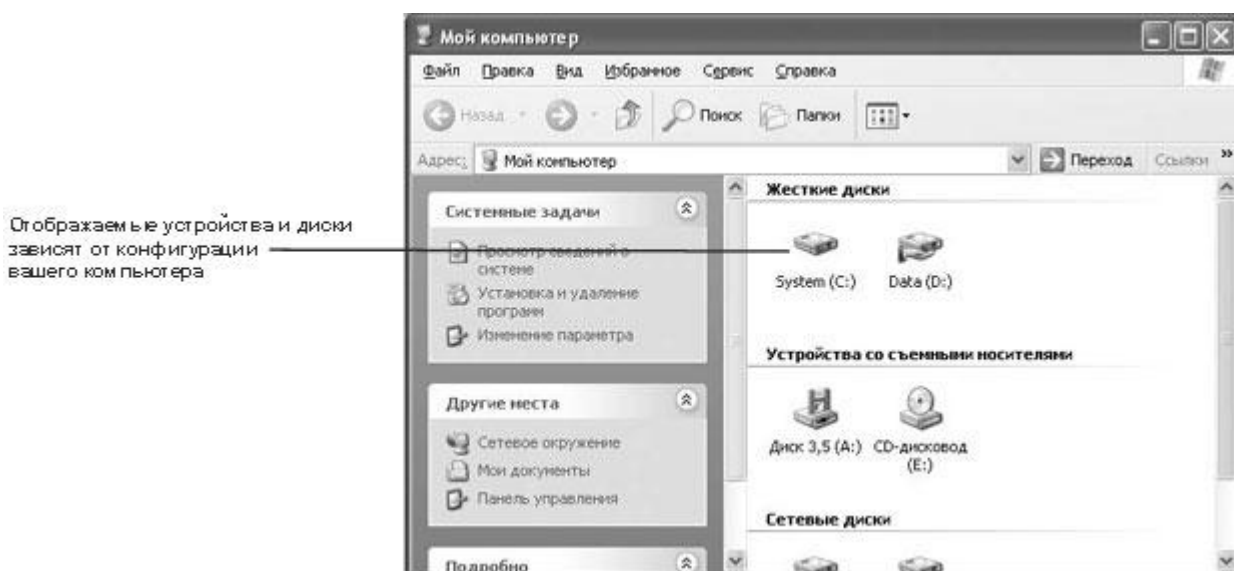 Отображаемые устройства и диски
зависят от конфигурации
вашего компьютера
Мой компьютер
Файл Правка Вид Избранное Сервис Справка
Назад Поиск Папки
Адрес: Мой компьютер Переход Ссылки »
Системные задачи
Просмотр сведений о
системе
Установка и удаление
программ
Изменение параметра
Другие места
Сетевое окружение
Мои документы
Панель управления
Подробно
Жесткие диски
System (C:) Data (D:)
Устройства со съемными носителями
Диск 3,5 (A:) CD-дисковод
(E:)
Сетевые диски